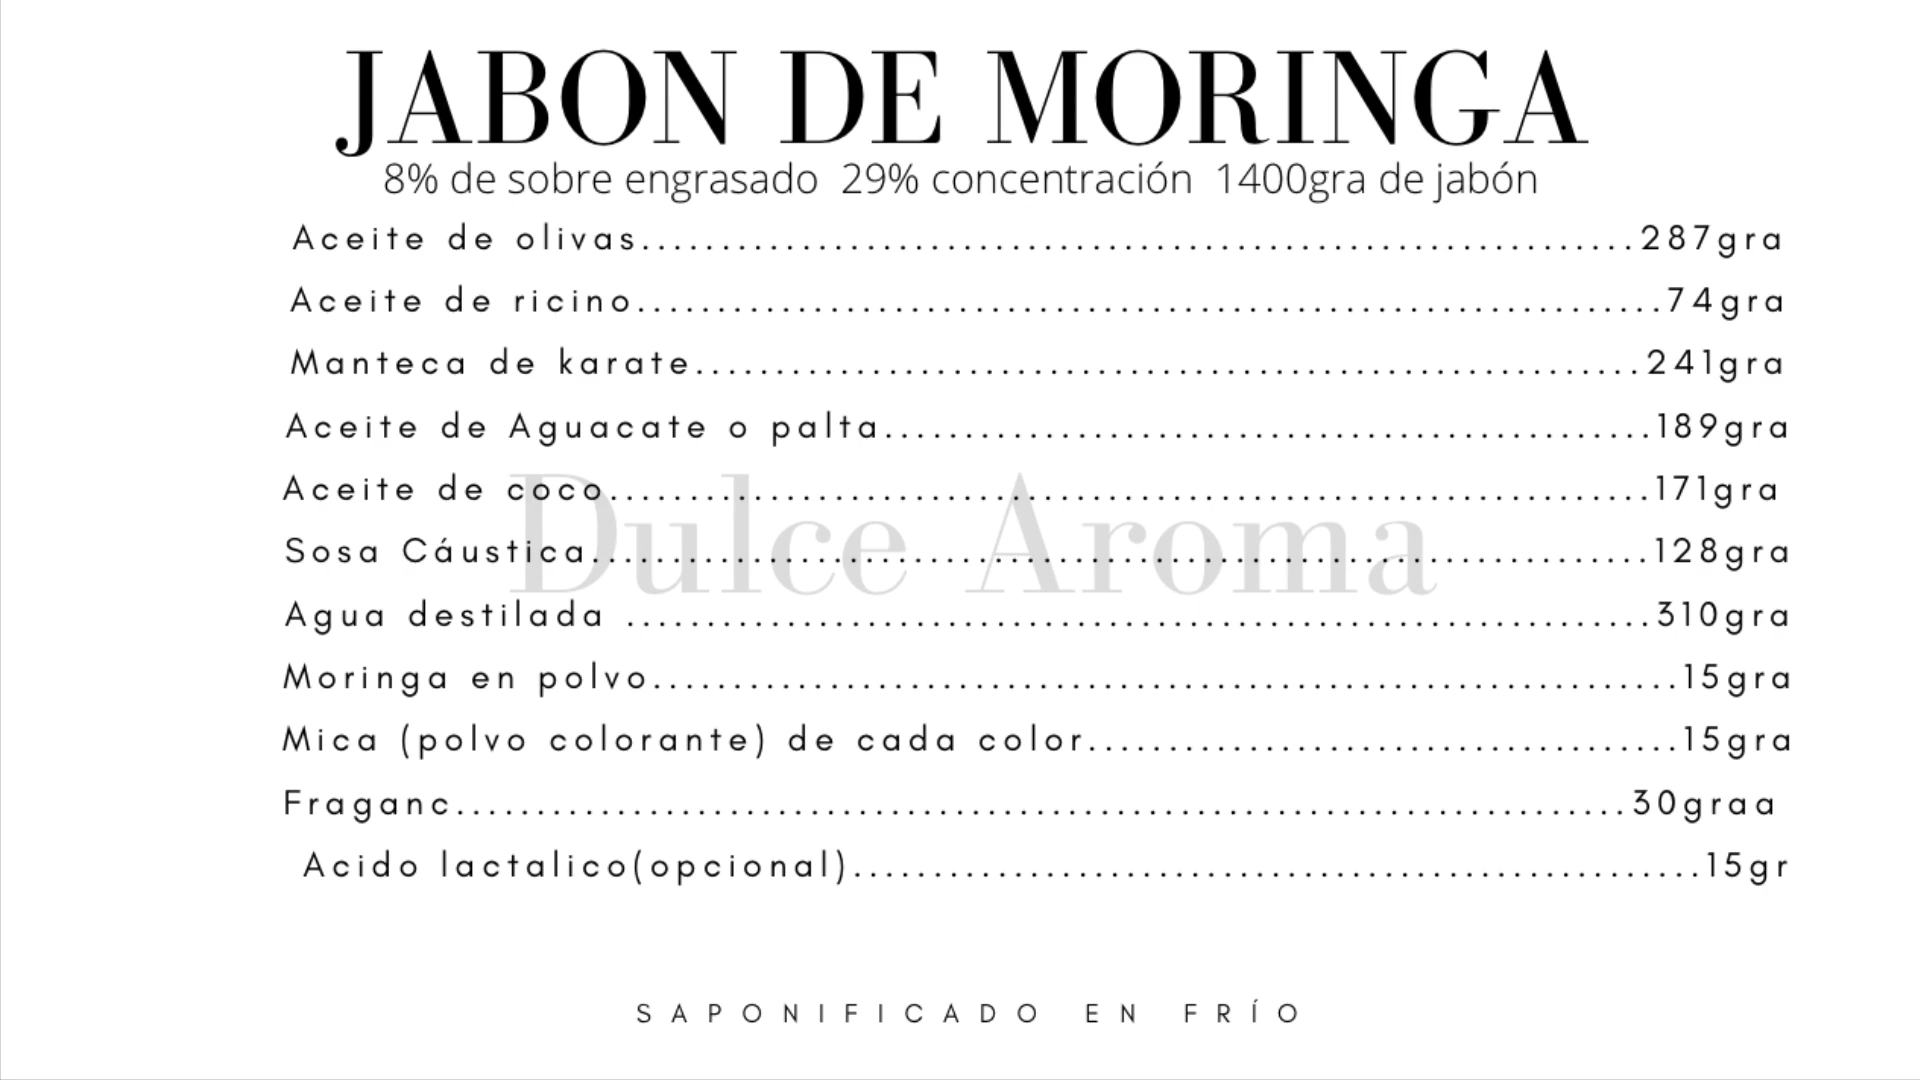 JABON DE MORINGA
8% de sobre engrasado 29% concentración 1400gra de jabón
Aceite de olivas..............................................................287gra
Aceite de ricino................................................................74gra
Manteca de karate...........................................................241gra
Aceite de Aguacate o palta................................................189gra
Aceite de coco.................................................................171gra
Dulce Aroma
Sosa Cáustica..................................................................128gra
Agua destilada ................................................................310gra
Moringa en polvo................................................................15gra
Mica (polvo colorante) de cada color.....................................15gra
Faganc.........................................................................30graa
Acido lactalico(opcional).....................................................15gr
SAPONIFICADO EN FRÍO